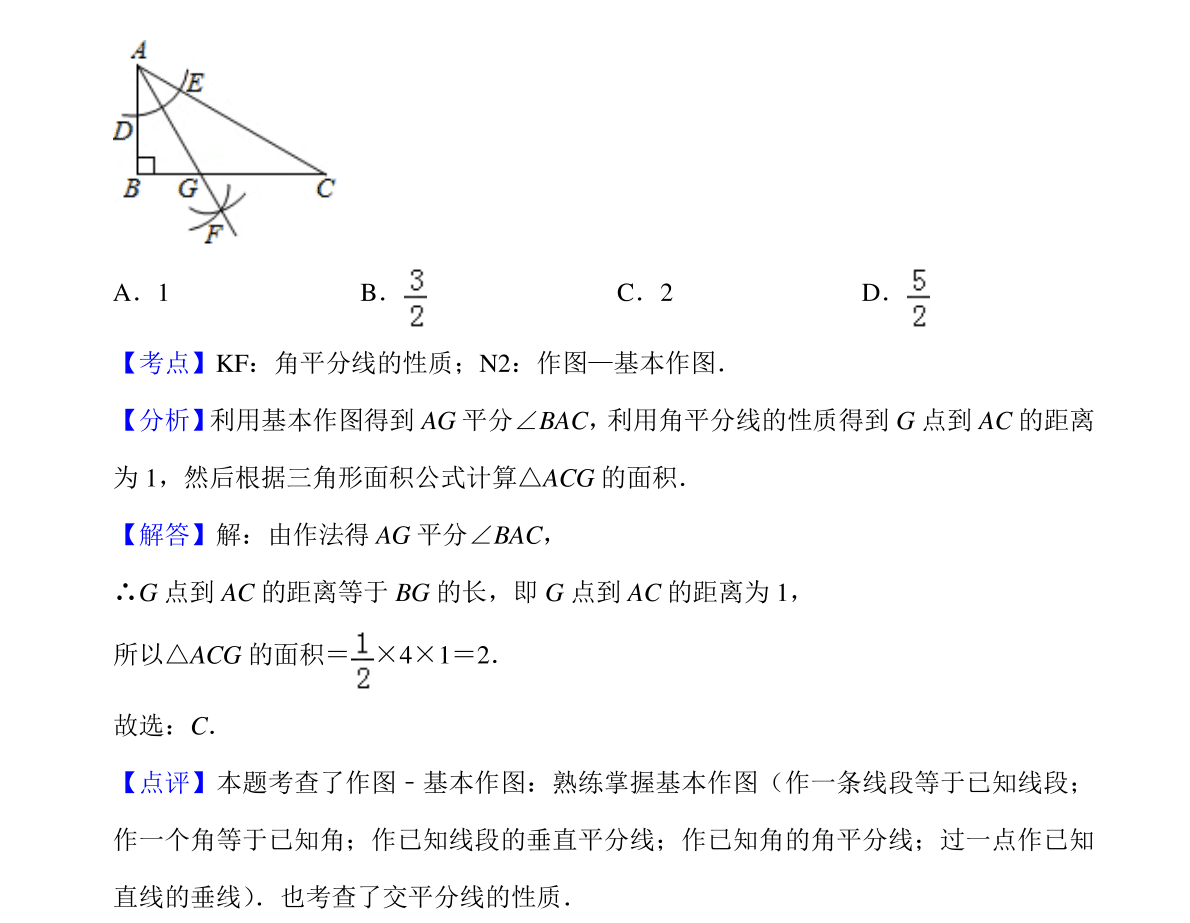 A
E
D
B G C
F
A．1 B．3/2 C．2 D．5/2
【考点】KF：角平分线的性质；N2：作图—基本作图．
【分析】利用基本作图得到 AG 平分∠BAC，利用角平分线的性质得到 G 点到 AC 的距离
为 1，然后根据三角形面积公式计算△ACG 的面积．
【解答】解：由作法得 AG 平分∠BAC，
∴G 点到 AC 的距离等于 BG 的长，即 G 点到 AC 的距离为 1，
所以△ACG 的面积＝1/2×4×1＝2．
故选：C．
【点评】本题考查了作图﹣基本作图：熟练掌握基本作图（作一条线段等于已知线段；
作一个角等于已知角；作已知线段的垂直平分线；作已知角的角平分线；过一点作已知
直线的垂线）．也考查了交平分线的性质．